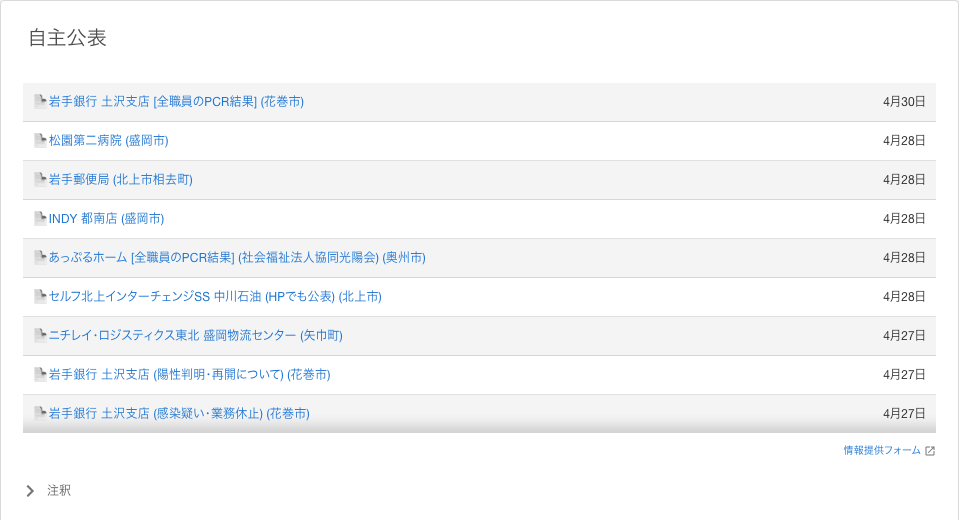 自主公表
岩手銀行 土沢支店 [全職員のPCR結果] (花巻市) 4月30日
松園第二病院 (盛岡市) 4月28日
岩手郵便局 (北上市相去町) 4月28日
INDY 都南店 (盛岡市) 4月28日
あっぷるホーム [全職員のPCR結果] (社会福祉法人協同光陽会) (奥州市) 4月28日
セルフ北上インターチェンジSS 中川石油 (HPでも公表) (北上市) 4月28日
ニチレイ・ロジスティクス東北 盛岡物流センター (矢巾町) 4月27日
岩手銀行 土沢支店 (陽性判明・再開について) (花巻市) 4月27日
岩手銀行 土沢支店 (感染疑い・業務休止) (花巻市) 4月27日
情報提供フォーム
注釈